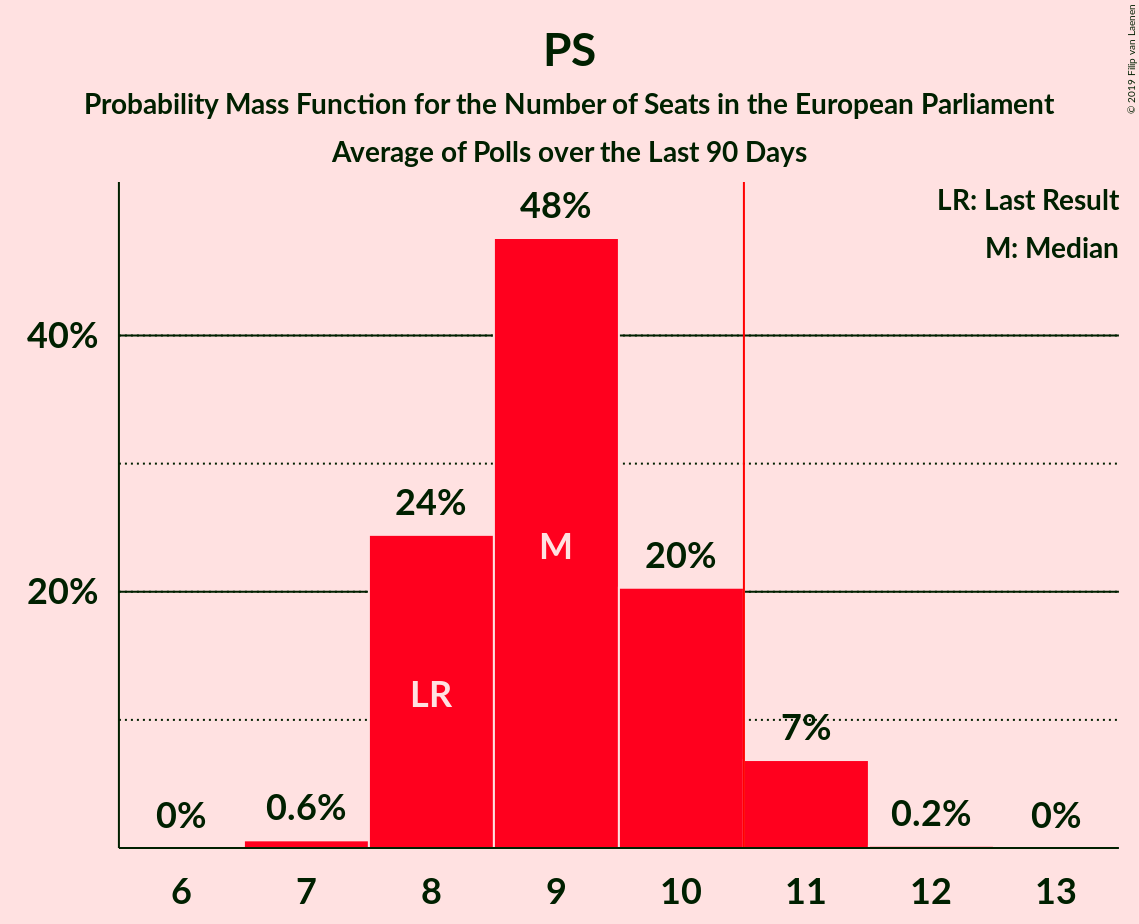 PS
Probability Mass Function for the Number of Seats in the European Parliament
Average of Polls over the Last 90 Days
© 2019 Filip van Laenen
LR: Last Result
M: Median
48%
40%
24%
M
20%
20%
LR
7%
0%
0.6%
0.2%
0%
6 7 8 9 10 11 12 13